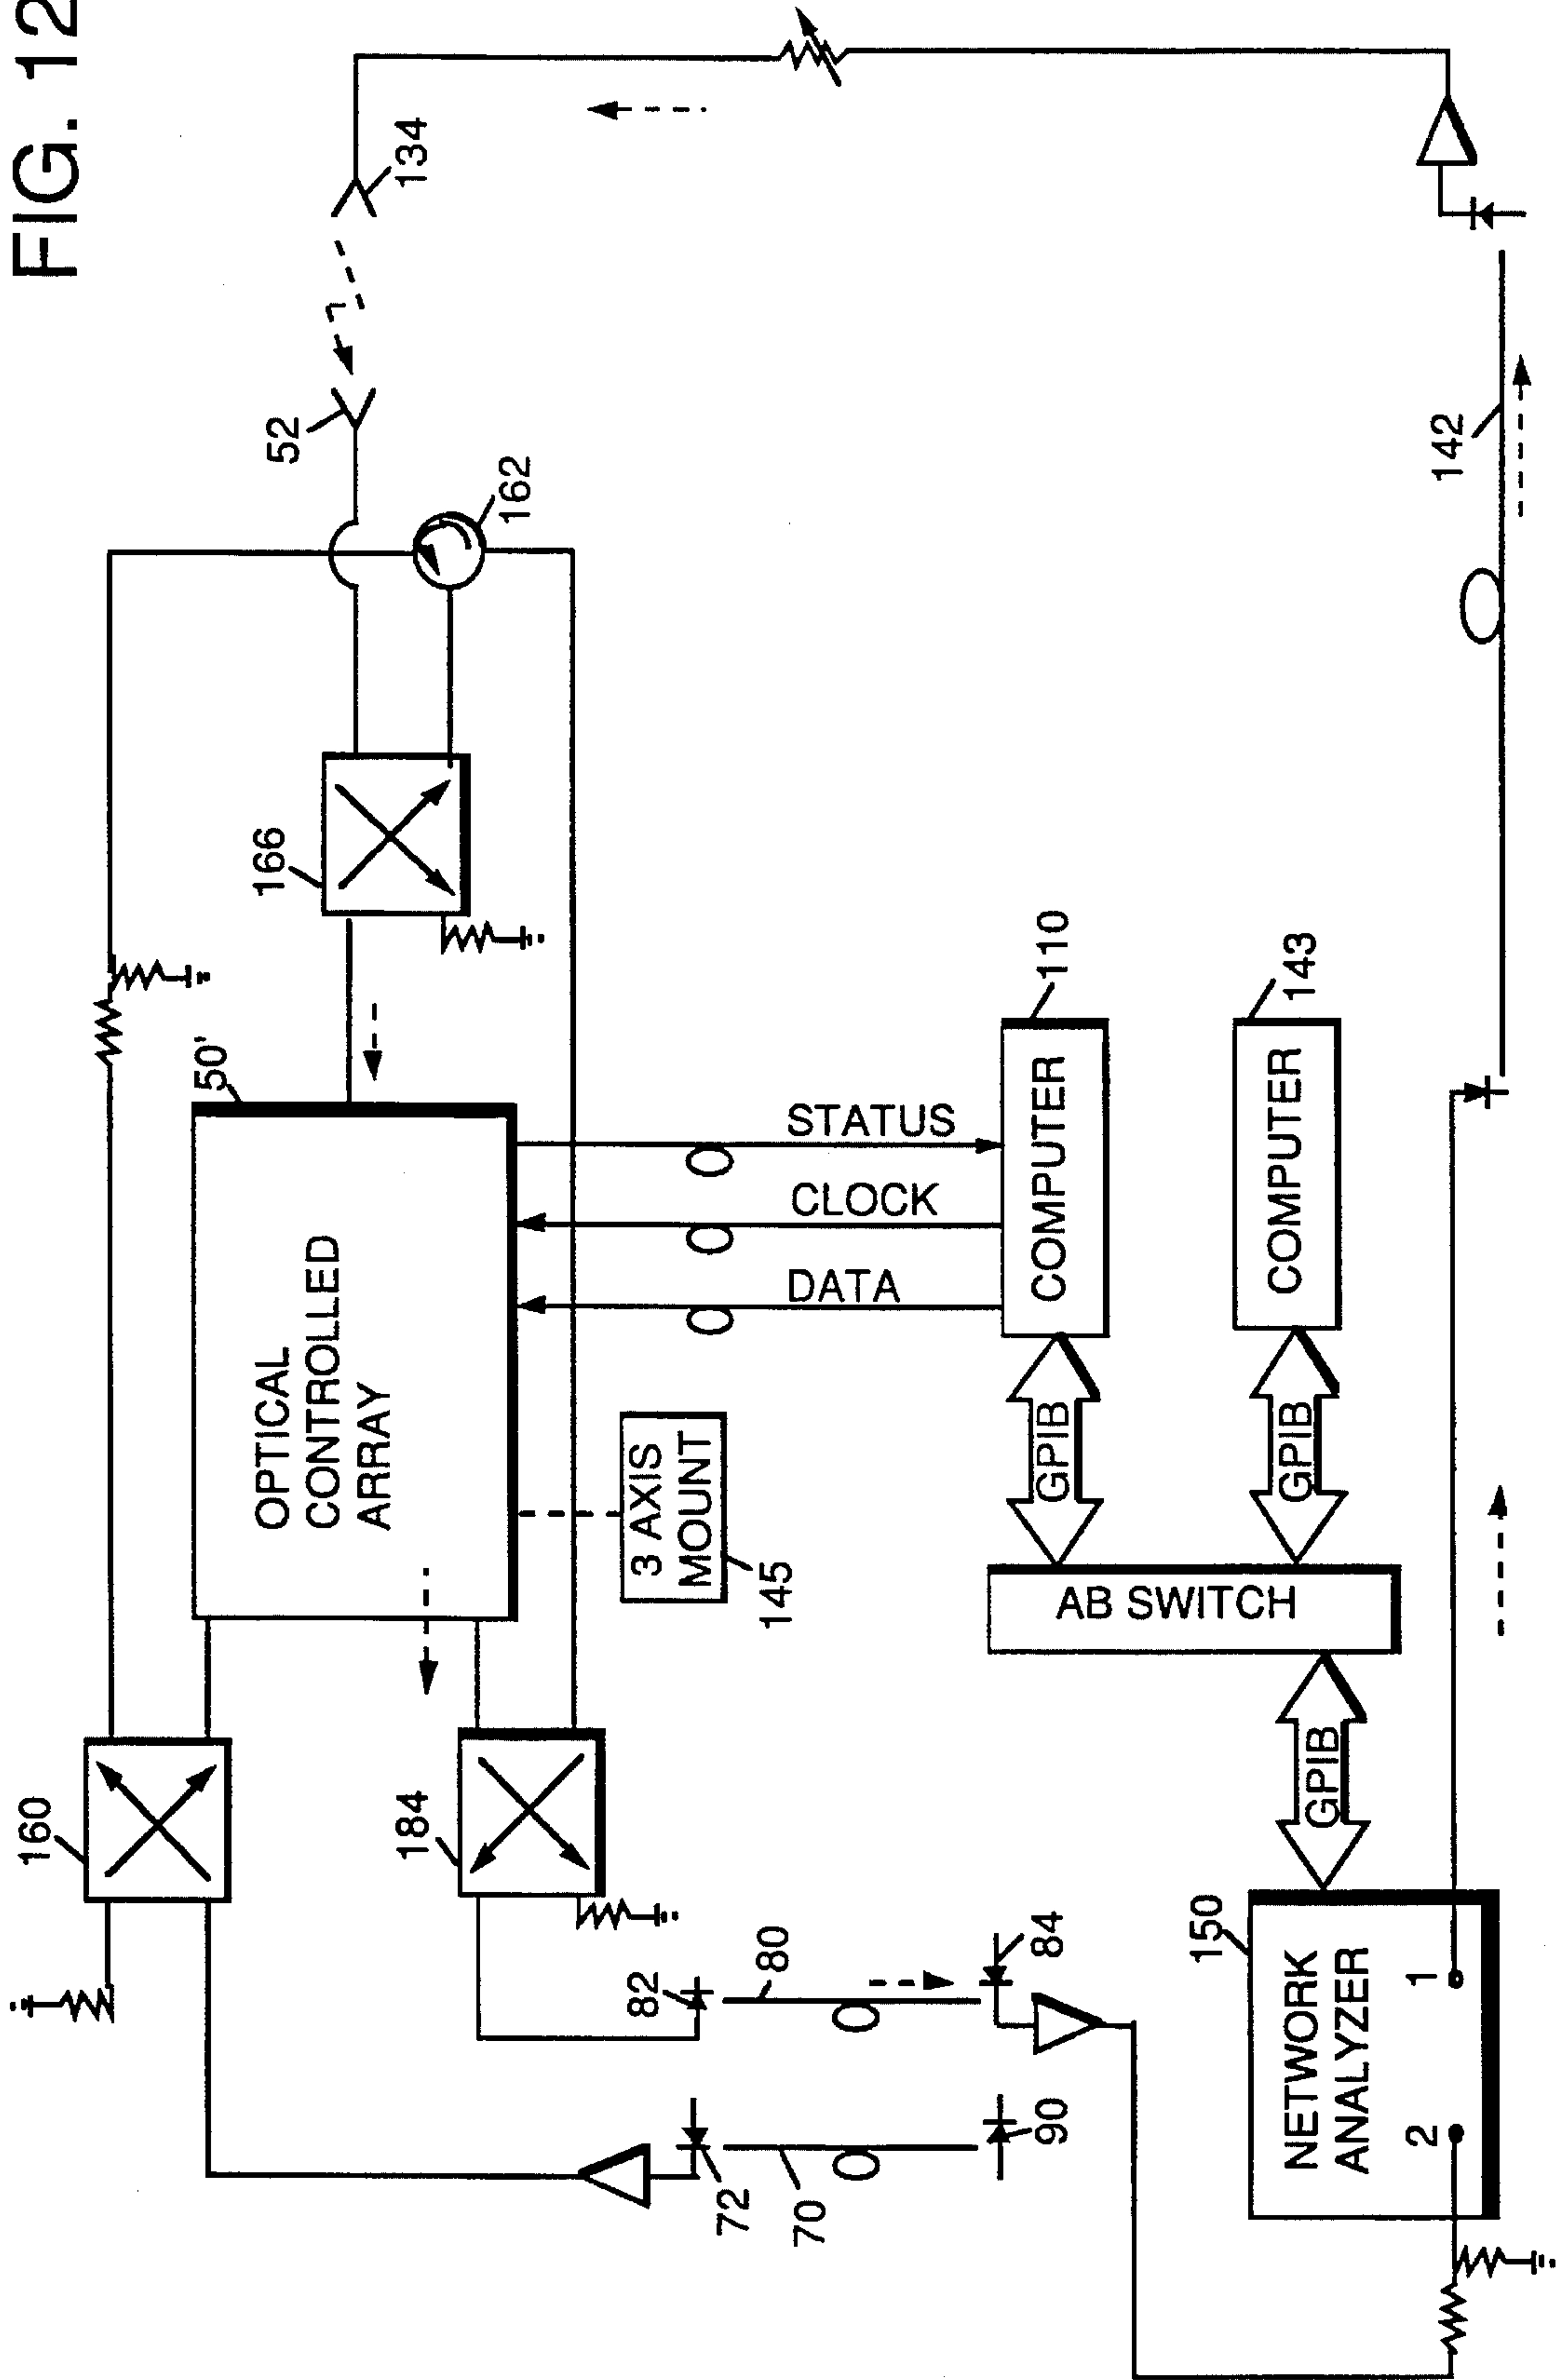 FIG. 12
160
50'
166
52
134
OPTICAL
CONTROLLED
ARRAY
184
162
3 AXIS
MOUNT
145
DATA
CLOCK
STATUS
82
80
84
72
70
90
COMPUTER
110
GPIB
AB SWITCH
COMPUTER
143
GPIB
GPIB
150
NETWORK
ANALYZER
2
1
142